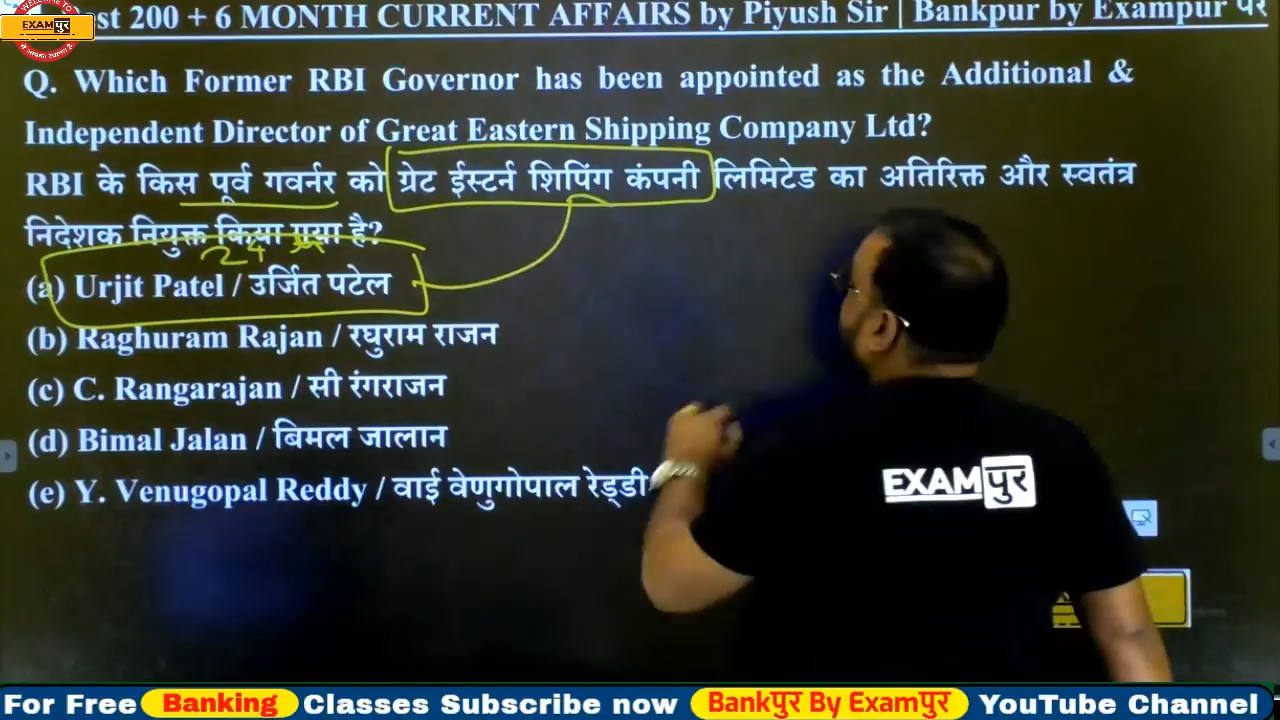 WELCOME TO
EXAMपुर
st 200 + 6 MONTH CURRENT AFFAIRS by Piyush Sir | Bankpur by Exampur पर
Q. Which Former RBI Governor has been appointed as the Additional &
Independent Director of Great Eastern Shipping Company Ltd?
RBI के किस पूर्व गवर्नर को ग्रेट ईस्टर्न शिपिंग कंपनी लिमिटेड का अतिरिक्त और स्वतंत्र
निदेशक नियुक्त किया गया है?
24
(a) Urjit Patel / उर्जित पटेल
(b) Raghuram Rajan / रघुराम राजन
(c) C. Rangarajan / सी रंगराजन
(d) Bimal Jalan / बिमल जालान
(e) Y. Venugopal Reddy / वाई वेणुगोपाल रेड्डी
EXAMपुर
For Free Banking Classes Subscribe now Bankपुर By Examपुर YouTube Channel